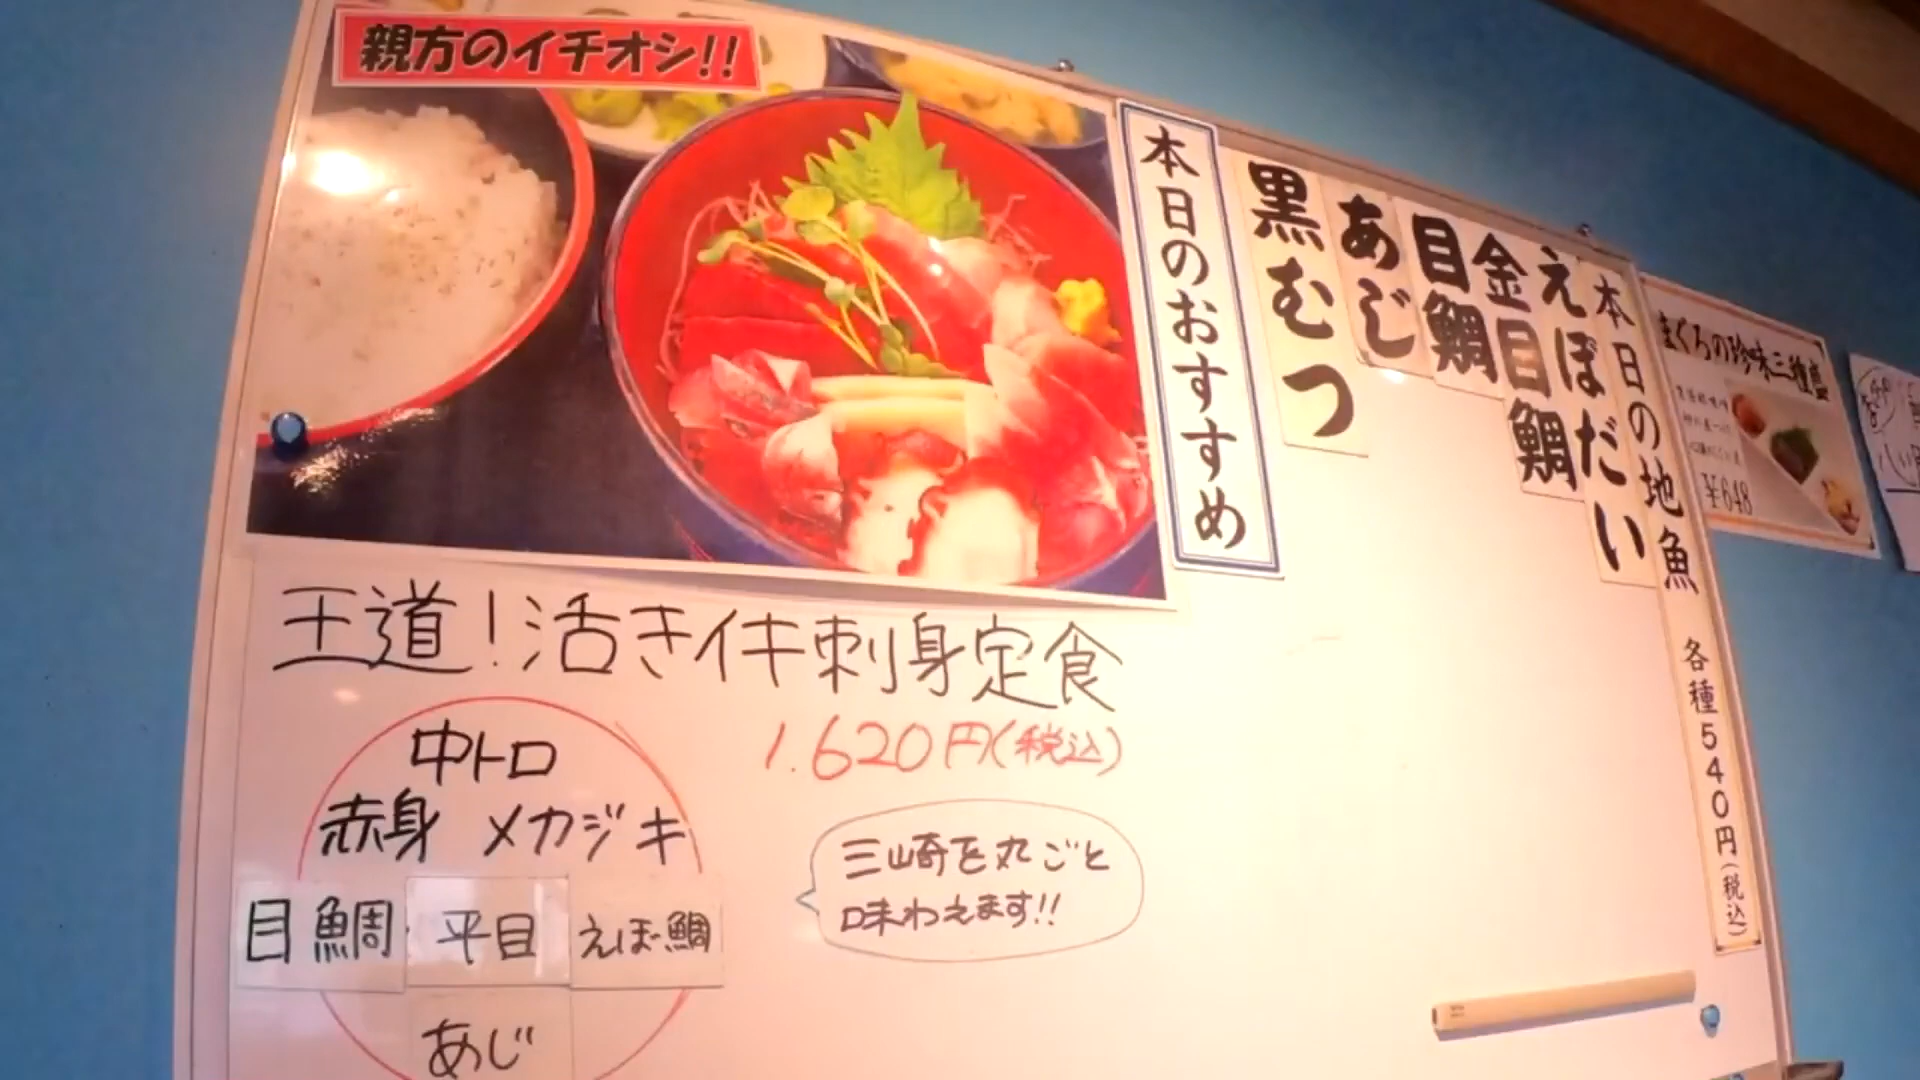 親方のイチオシ!!
王道!活きイキ刺身定食
1.620円(税込)
中トロ
赤身 メカジキ
目鯛 平目 えぼ鯛
あじ
三崎を丸ごと
味わえます!!
本日のおすすめ
本日の地魚 各種540円(税込)
えぼだい
金目鯛
目鯛
あじ
黒むつ
まぐろの珍味三種盛
¥648